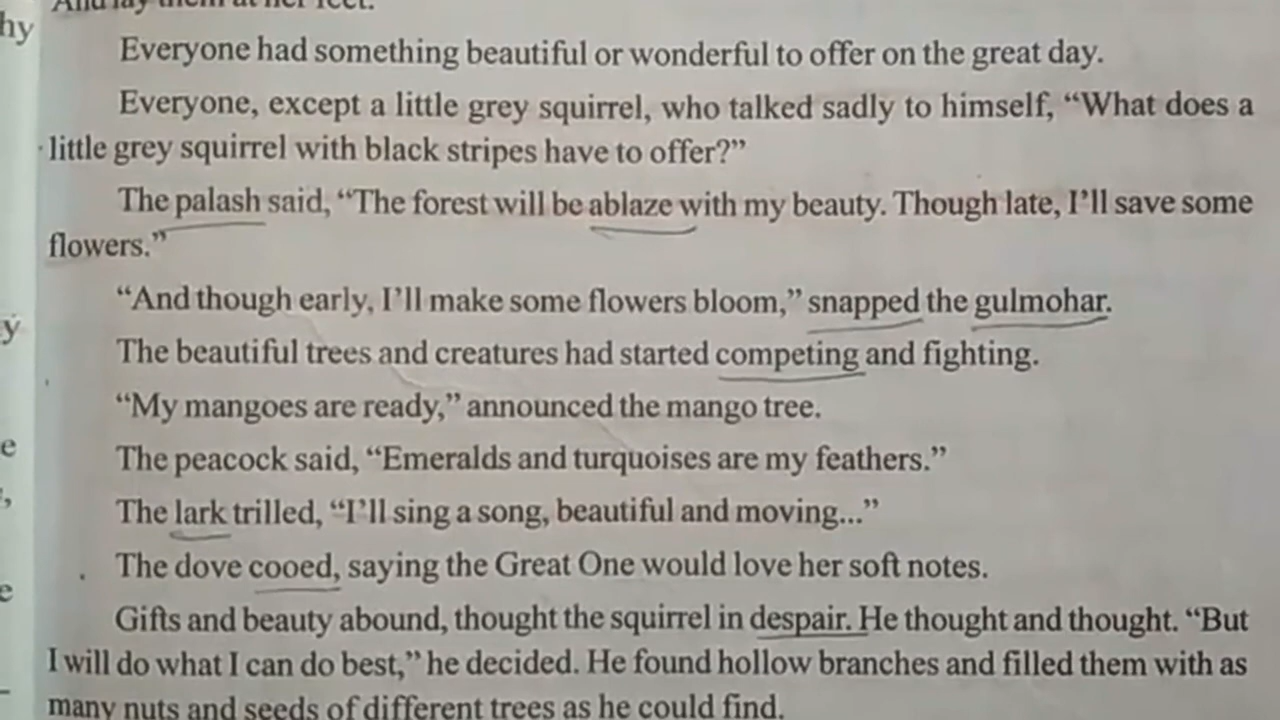 And lay them at her feet.
hy
Everyone had something beautiful or wonderful to offer on the great day.
Everyone, except a little grey squirrel, who talked sadly to himself, “What does a
little grey squirrel with black stripes have to offer?”
The palash said, “The forest will be ablaze with my beauty. Though late, I’ll save some
flowers.”
“And though early, I’ll make some flowers bloom,” snapped the gulmohar.
y
The beautiful trees and creatures had started competing and fighting.
“My mangoes are ready,” announced the mango tree.
e
The peacock said, “Emeralds and turquoises are my feathers.”
The lark trilled, “I’ll sing a song, beautiful and moving...”
The dove cooed, saying the Great One would love her soft notes.
e
Gifts and beauty abound, thought the squirrel in despair. He thought and thought. “But
I will do what I can do best,” he decided. He found hollow branches and filled them with as
many nuts and seeds of different trees as he could find.